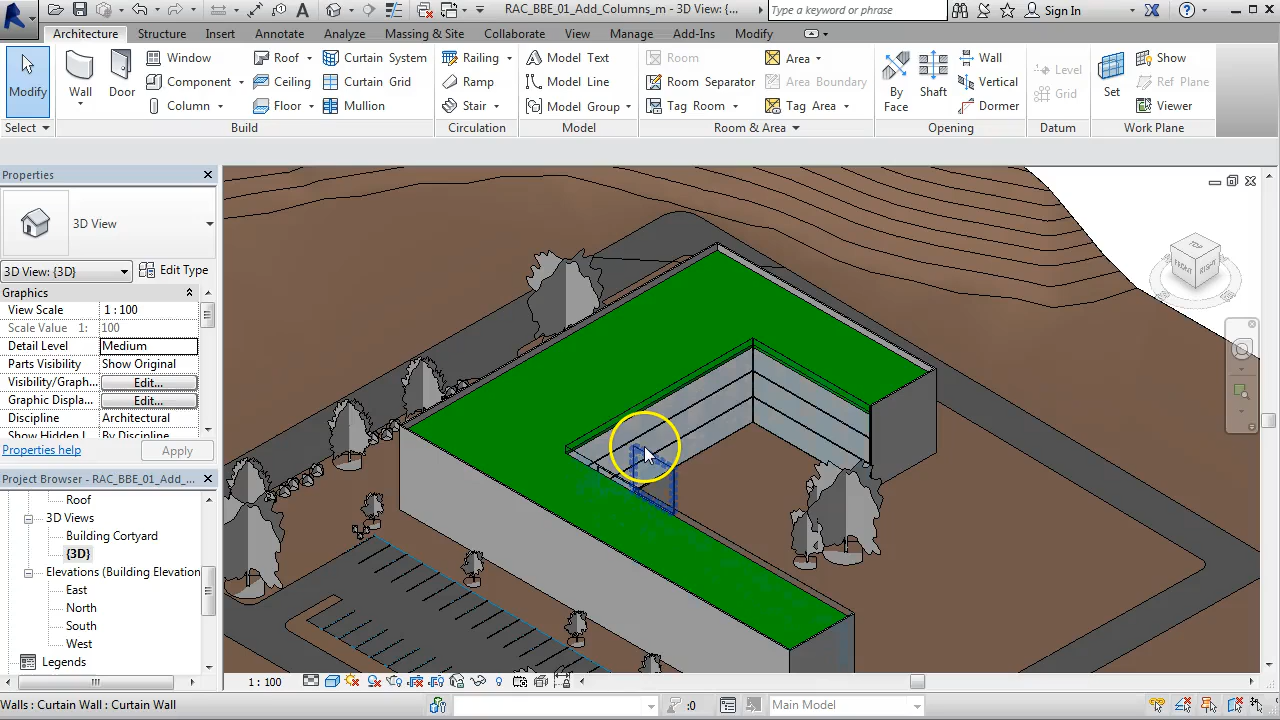 RAC_BBE_01_Add_Columns_m - 3D View: {...
Type a keyword or phrase
Sign In
Architecture Structure Insert Annotate Analyze Massing & Site Collaborate View Manage Add-Ins Modify
Modify
Wall
Door
Window
Component
Column
Roof
Ceiling
Floor
Curtain System
Curtain Grid
Mullion
Railing
Ramp
Stair
Model Text
Model Line
Model Group
Room
Room Separator
Tag Room
Area
Area Boundary
Tag Area
By Face
Shaft
Wall
Vertical
Dormer
Level
Grid
Set
Show
Ref Plane
Viewer
Select Build Circulation Model Room & Area Opening Datum Work Plane
Properties
3D View
3D View: {3D} Edit Type
Graphics
View Scale 1 : 100
Scale Value 1: 100
Detail Level Medium
Parts Visibility Show Original
Visibility/Graph... Edit...
Graphic Displa... Edit...
Discipline Architectural
Show Hidden L... By Discipline
Properties help Apply
Project Browser - RAC_BBE_01_Add_...
Roof
3D Views
Building Cortyard
{3D}
Elevations (Building Elevation
East
North
South
West
Legends
TOP
FRONT
RIGHT
1 : 100
Walls : Curtain Wall : Curtain Wall
:0
Main Model